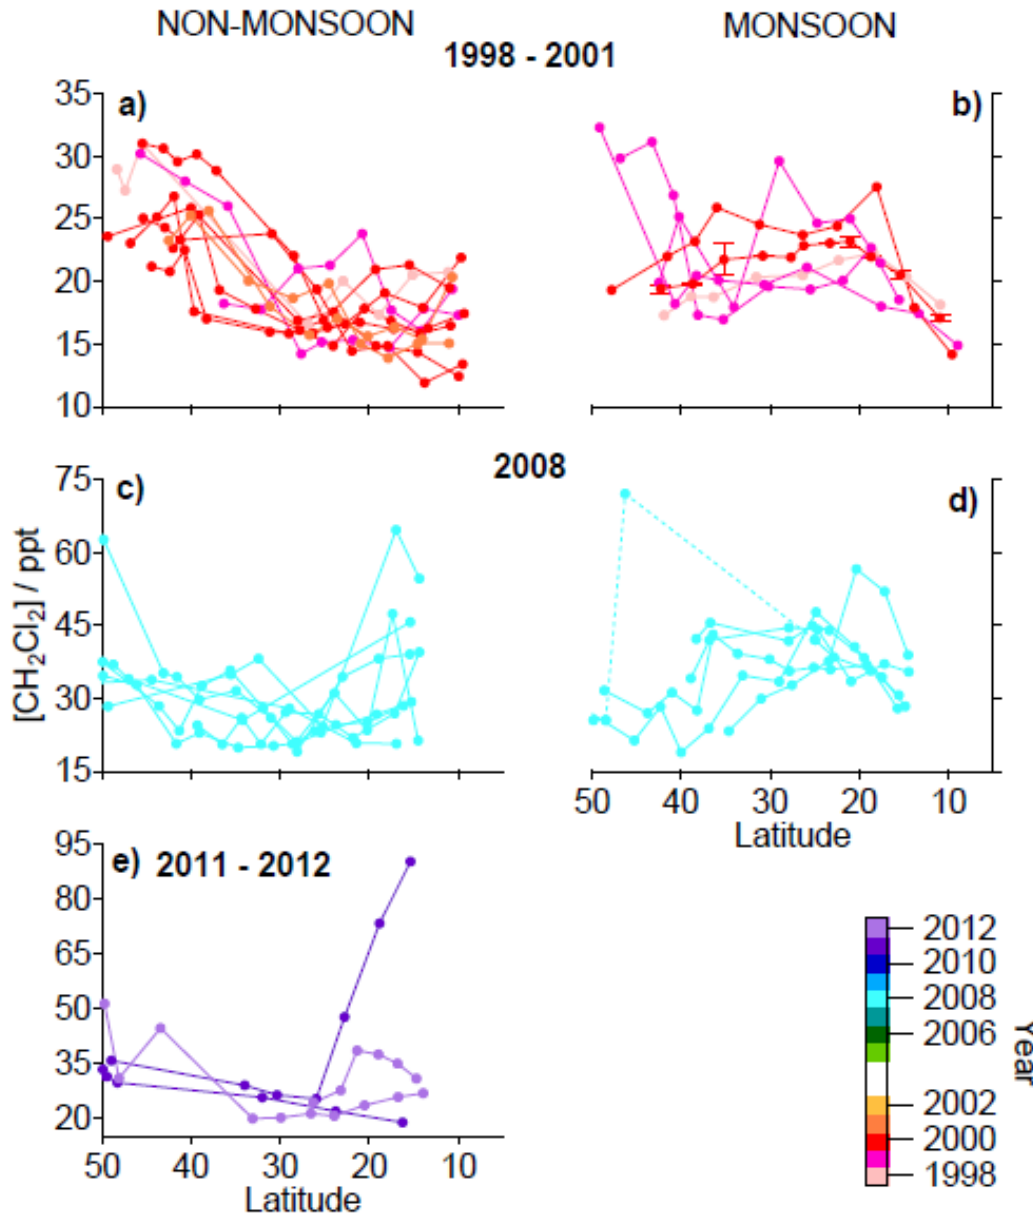 NON-MONSOON
MONSOON
1998 - 2001
a)
b)
35
30
25
20
15
10
2008
c)
d)
[CH₂Cl₂] / ppt
75
60
45
30
15
50 40 30 20 10
Latitude
e) 2011 - 2012
95
80
65
50
35
20
50 40 30 20 10
Latitude
2012
2010
2008
2006
2002
2000
1998
Year